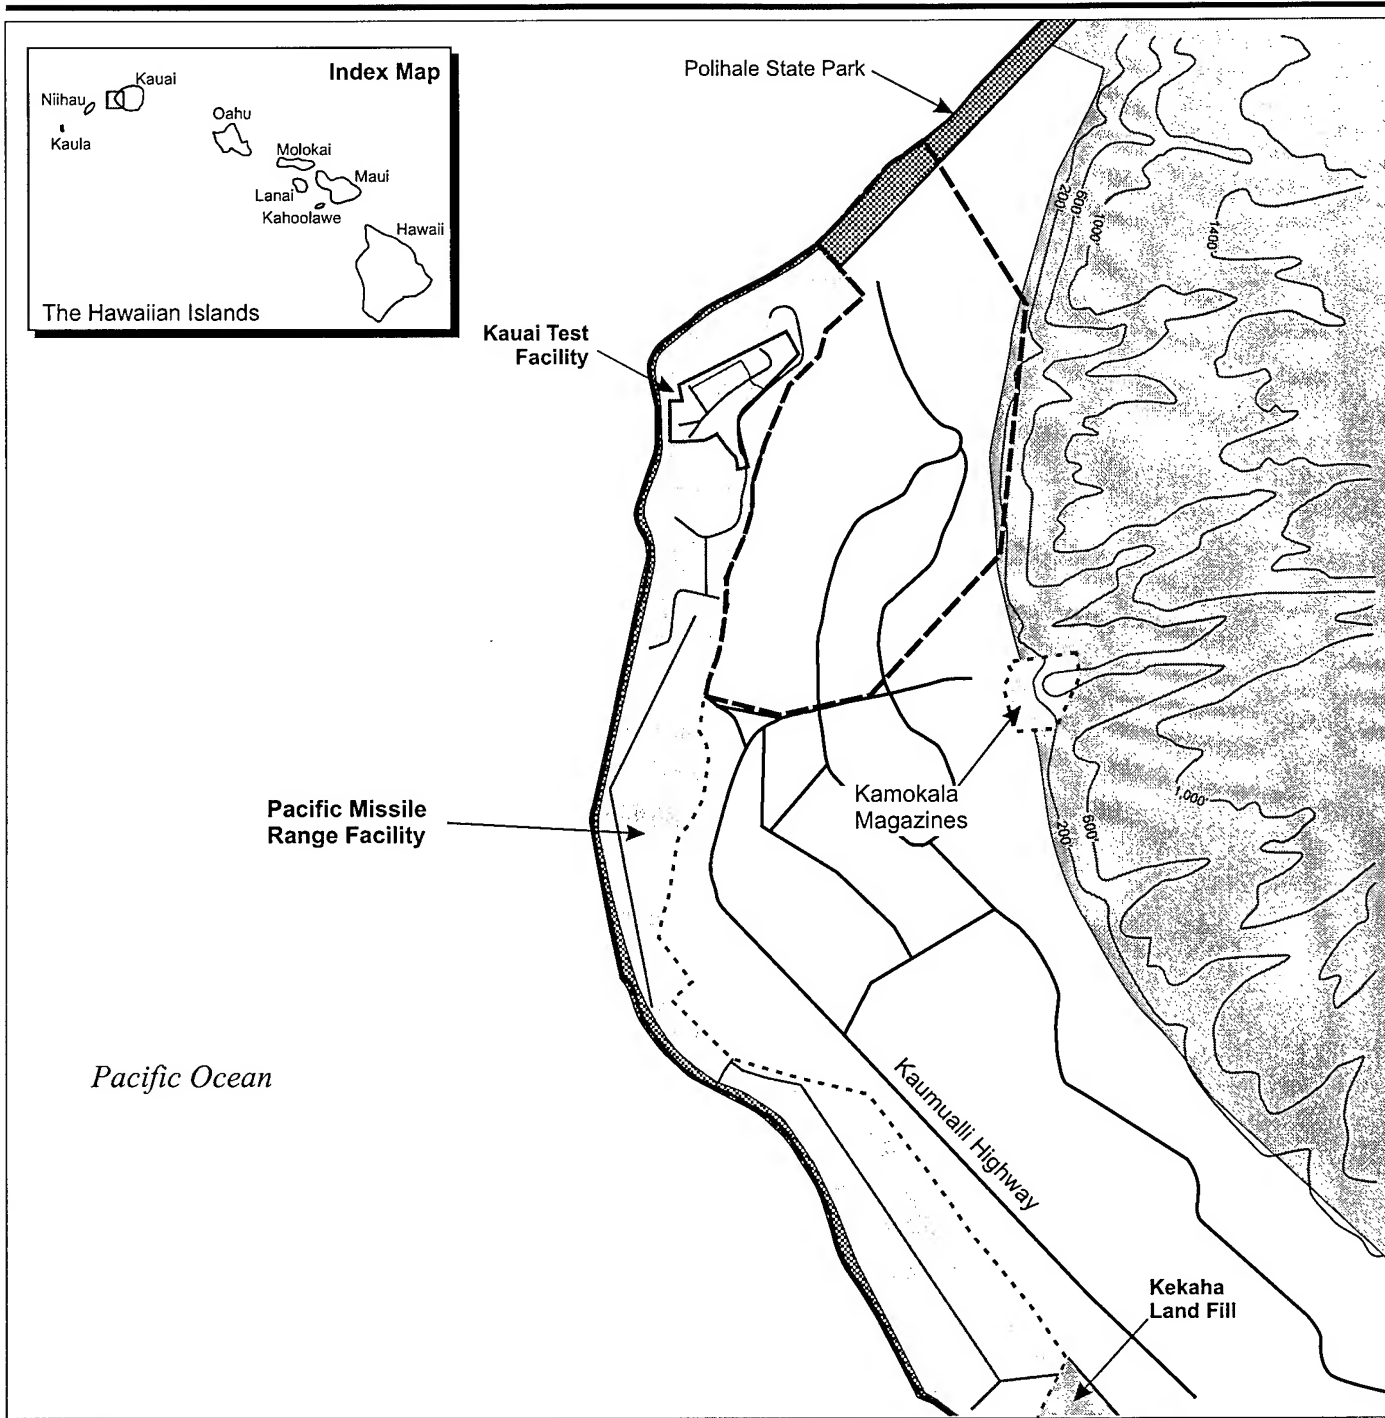 Index Map
Kauai
Niihau
Kaula
Oahu
Molokai
Maui
Lanai
Kahoolawe
Hawaii
The Hawaiian Islands
Polihale State Park
200'
600'
1000'
1400'
Kauai Test
Facility
Pacific Missile
Range Facility
Kamokala
Magazines
1,000'
600'
200'
Pacific Ocean
Kaumualli Highway
Kekaha
Land Fill